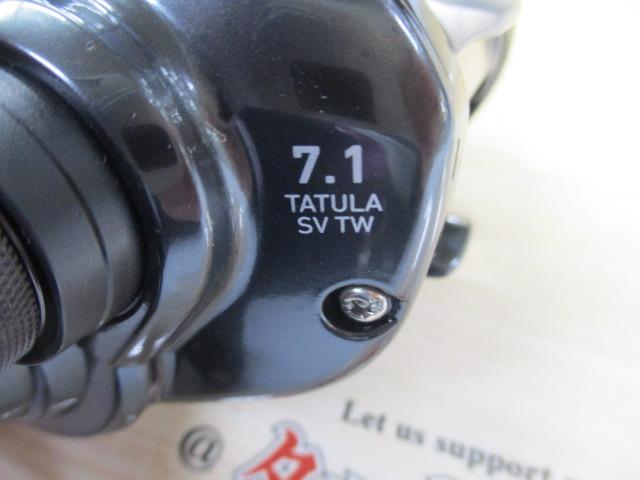 7.1
TATULA
SV TW
Let us support
@